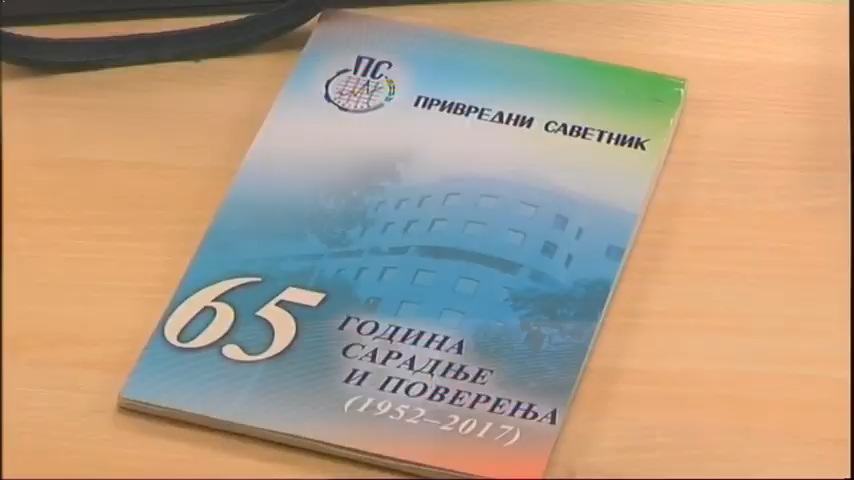 ПС
ПРИВРЕДНИ САВЕТНИК
65
ГОДИНА
САРАДЊЕ
И ПОВЕРЕЊА
(1952–2017)